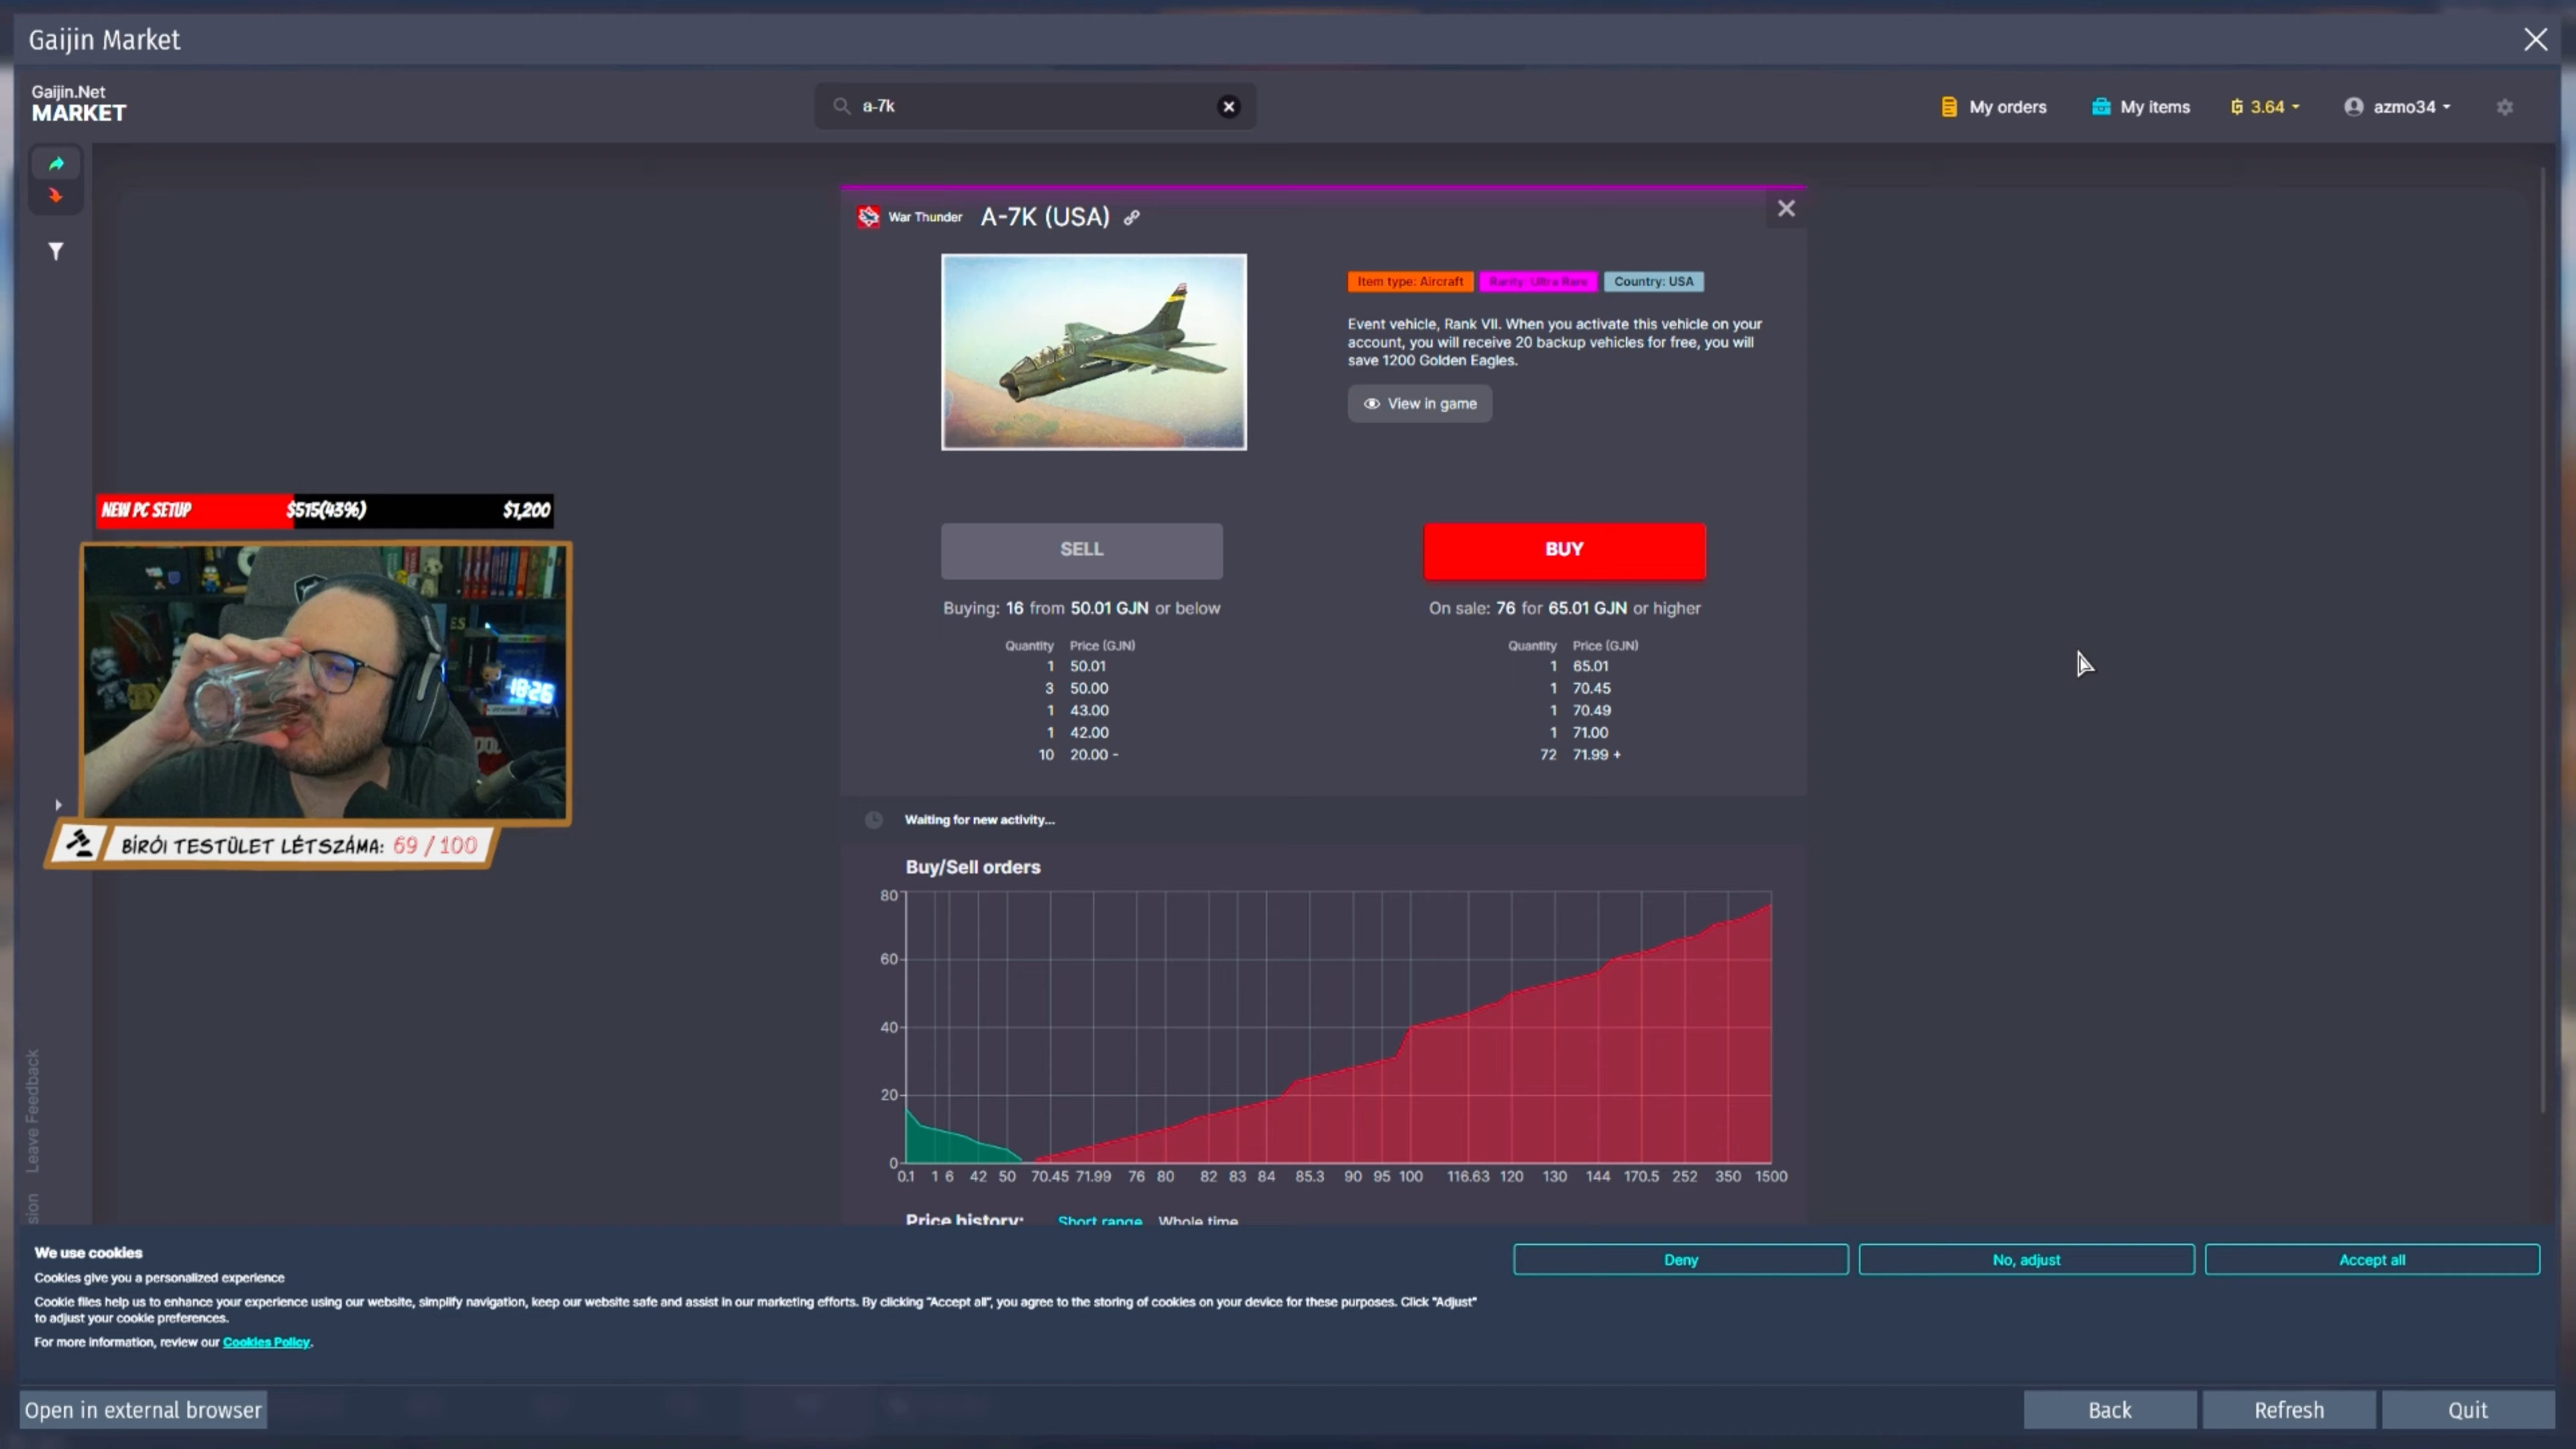 Gaijin Market
Gaijin.Net
MARKET
a-7k
My orders
My items
3.64
azmo34
War Thunder
A-7K (USA)
Item type: Aircraft
Rarity: Ultra Rare
Country: USA
Event vehicle, Rank VII. When you activate this vehicle on your
account, you will receive 20 backup vehicles for free, you will
save 1200 Golden Eagles.
View in game
NEW PC SETUP $515(43%) $1,200
SELL
BUY
Buying: 16 from 50.01 GJN or below
On sale: 76 for 65.01 GJN or higher
Quantity Price (GJN)
1 50.01
3 50.00
1 43.00
1 42.00
10 20.00 -
Quantity Price (GJN)
1 65.01
1 70.45
1 70.49
1 71.00
72 71.99 +
18:26
BÍRÓI TESTÜLET LÉTSZÁMA: 69 / 100
Waiting for new activity...
Buy/Sell orders
80
60
40
20
0
0.1 1 6 42 50 70.45 71.99 76 80 82 83 84 85.3 90 95 100 116.63 120 130 144 170.5 252 350 1500
Leave Feedback
Price history: Short range Whole time
We use cookies
Cookies give you a personalized experience
Cookie files help us to enhance your experience using our website, simplify navigation, keep our website safe and assist in our marketing efforts. By clicking "Accept all", you agree to the storing of cookies on your device for these purposes. Click "Adjust"
to adjust your cookie preferences.
For more information, review our Cookies Policy.
Deny
No, adjust
Accept all
Open in external browser
Back
Refresh
Quit